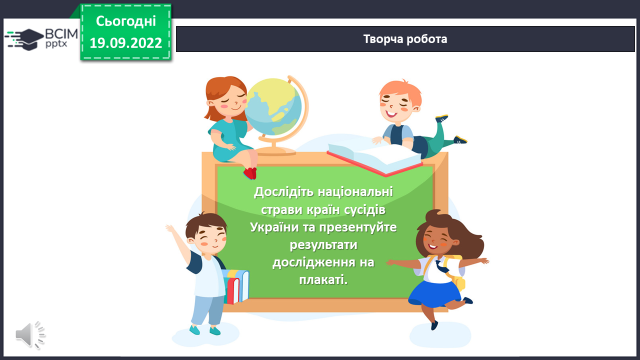 Сьогодні
19.09.2022
BCIM
pptx
Творча робота
Дослідіть національні
страви країн сусідів
України та презентуйте
результати
дослідження на
плакаті.